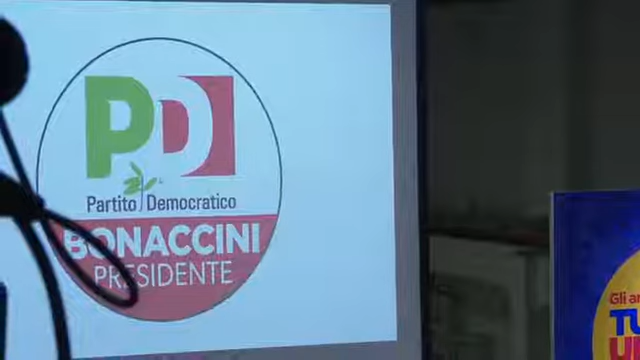 PD
Partito Democratico
BONACCINI
PRESIDENTE
Gli
TU